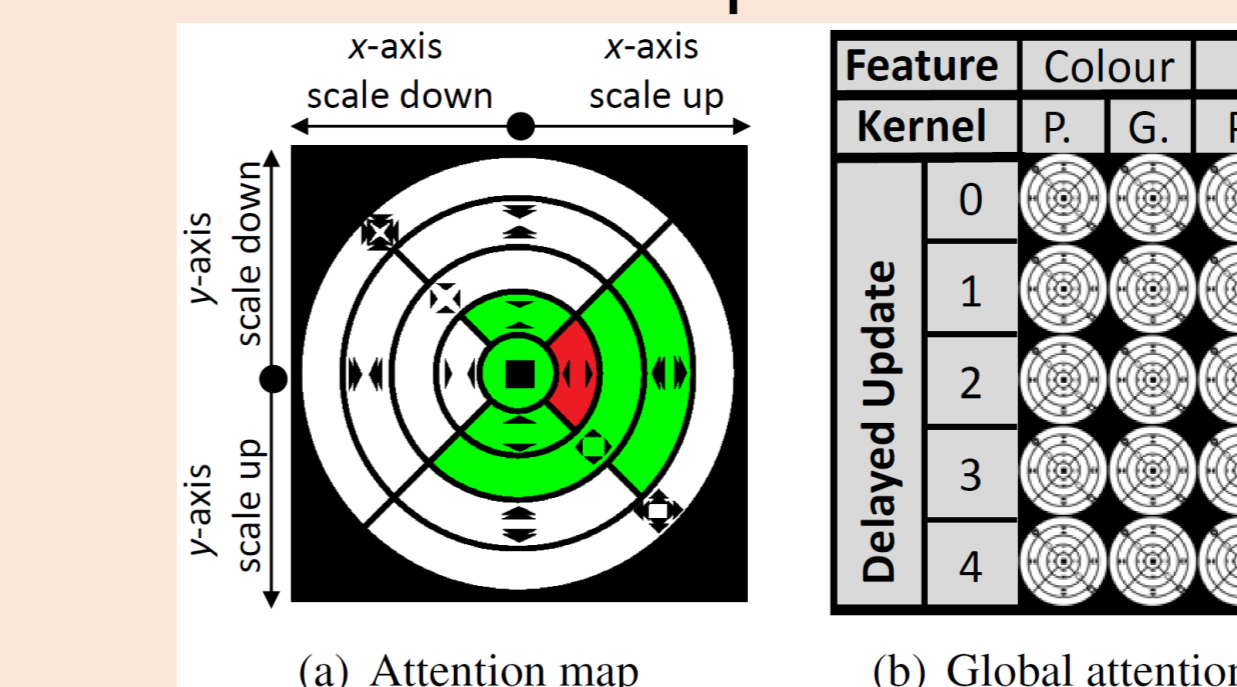 x-axis
scale down
x-axis
scale up
y-axis
scale down
y-axis
scale up
(a) Attention map
Feature Colour
Kernel P. G.
Delayed Update
0
1
2
3
4
(b) Global attention